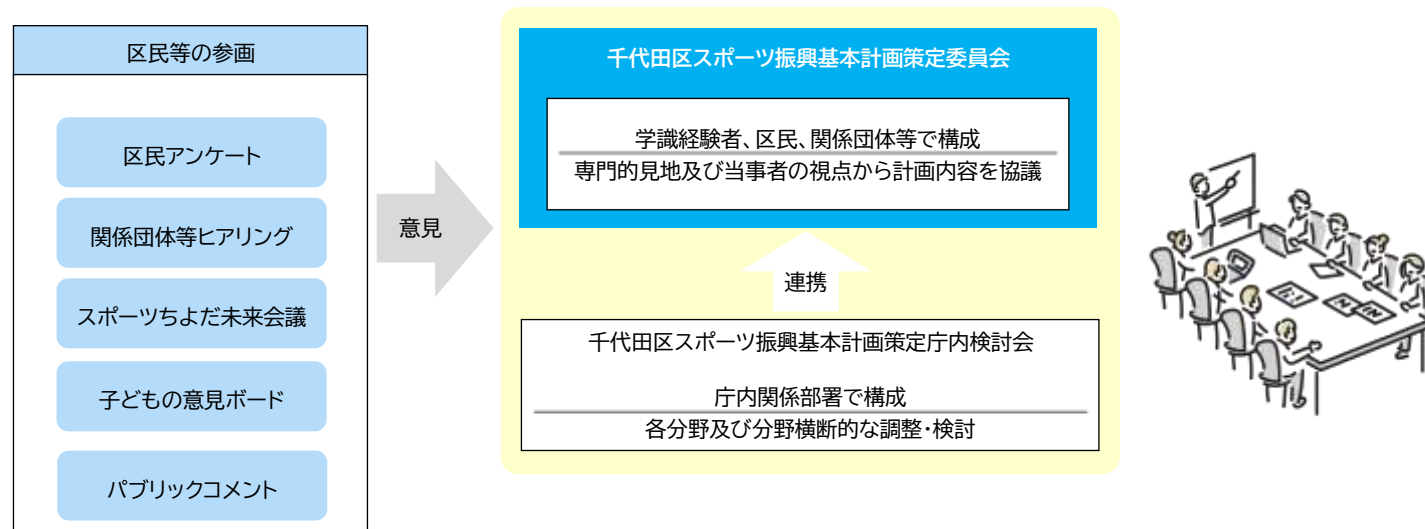 区民等の参画
区民アンケート
関係団体等ヒアリング
スポーツちよだ未来会議
子どもの意見ボード
パブリックコメント
意見
千代田区スポーツ振興基本計画策定委員会
学識経験者、区民、関係団体等で構成
専門的見地及び当事者の視点から計画内容を協議
連携
千代田区スポーツ振興基本計画策定庁内検討会
庁内関係部署で構成
各分野及び分野横断的な調整・検討